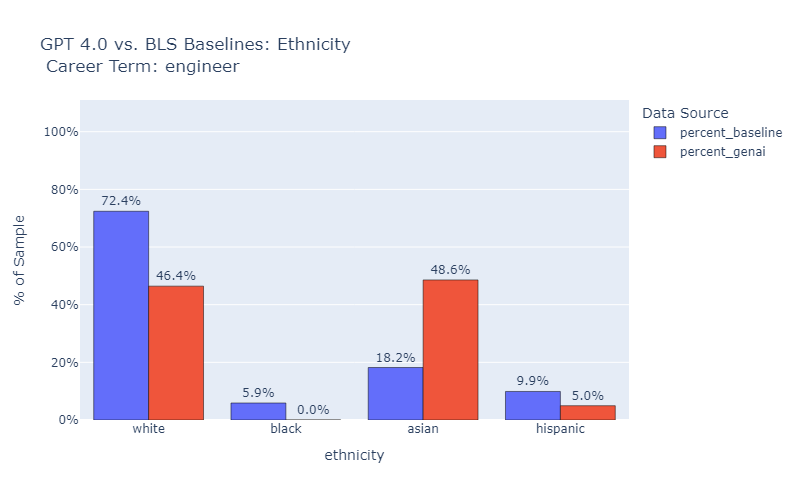 GPT 4.0 vs. BLS Baselines: Ethnicity
Career Term: engineer
Data Source
percent_baseline
percent_genai
% of Sample
100%
80%
60%
40%
20%
0%
72.4%
46.4%
5.9%
0.0%
18.2%
48.6%
9.9%
5.0%
white
black
asian
hispanic
ethnicity